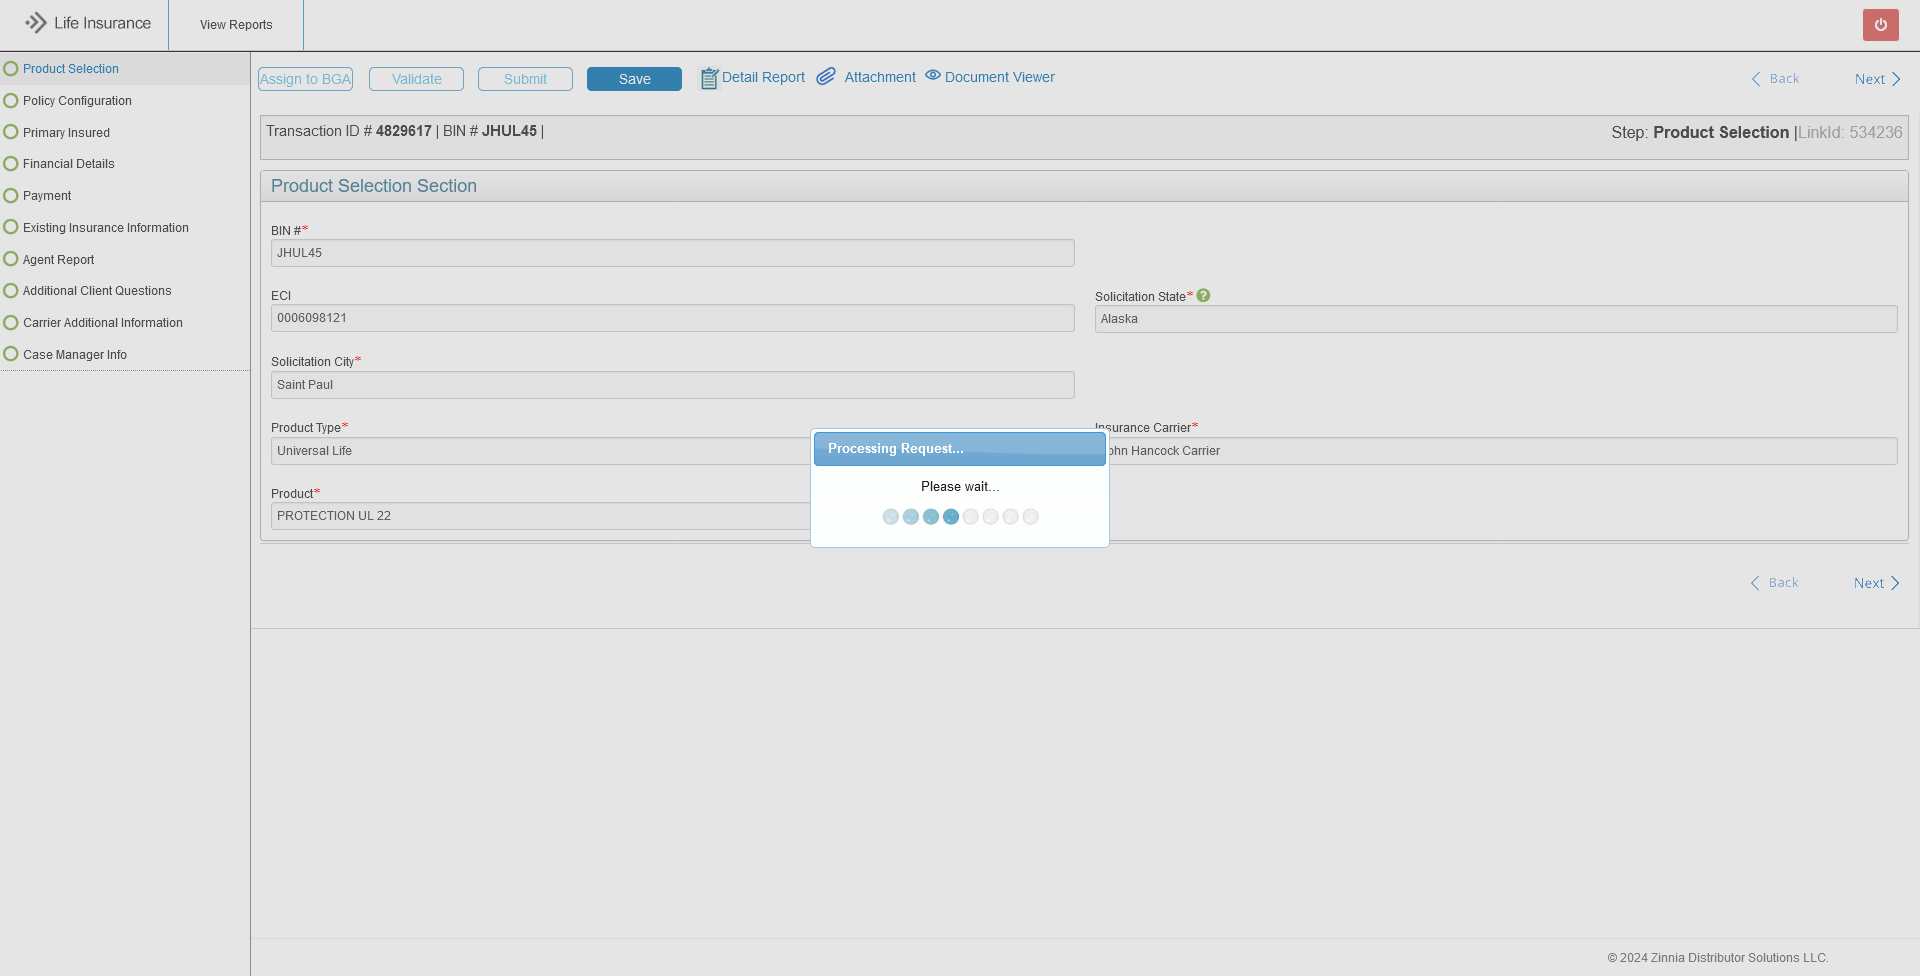 Life Insurance
View Reports
Product Selection
Policy Configuration
Primary Insured
Financial Details
Payment
Existing Insurance Information
Agent Report
Additional Client Questions
Carrier Additional Information
Case Manager Info
Assign to BGA
Validate
Submit
Save
Detail Report
Attachment
Document Viewer
Back
Next
Transaction ID # 4829617 | BIN # JHUL45 |
Step: Product Selection |LinkId: 534236
Product Selection Section
BIN #*
JHUL45
ECI
0006098121
Solicitation State* ?
Alaska
Solicitation City*
Saint Paul
Product Type*
Universal Life
Insurance Carrier*
ohn Hancock Carrier
Product*
PROTECTION UL 22
Processing Request...
Please wait...
Back
Next
© 2024 Zinnia Distributor Solutions LLC.